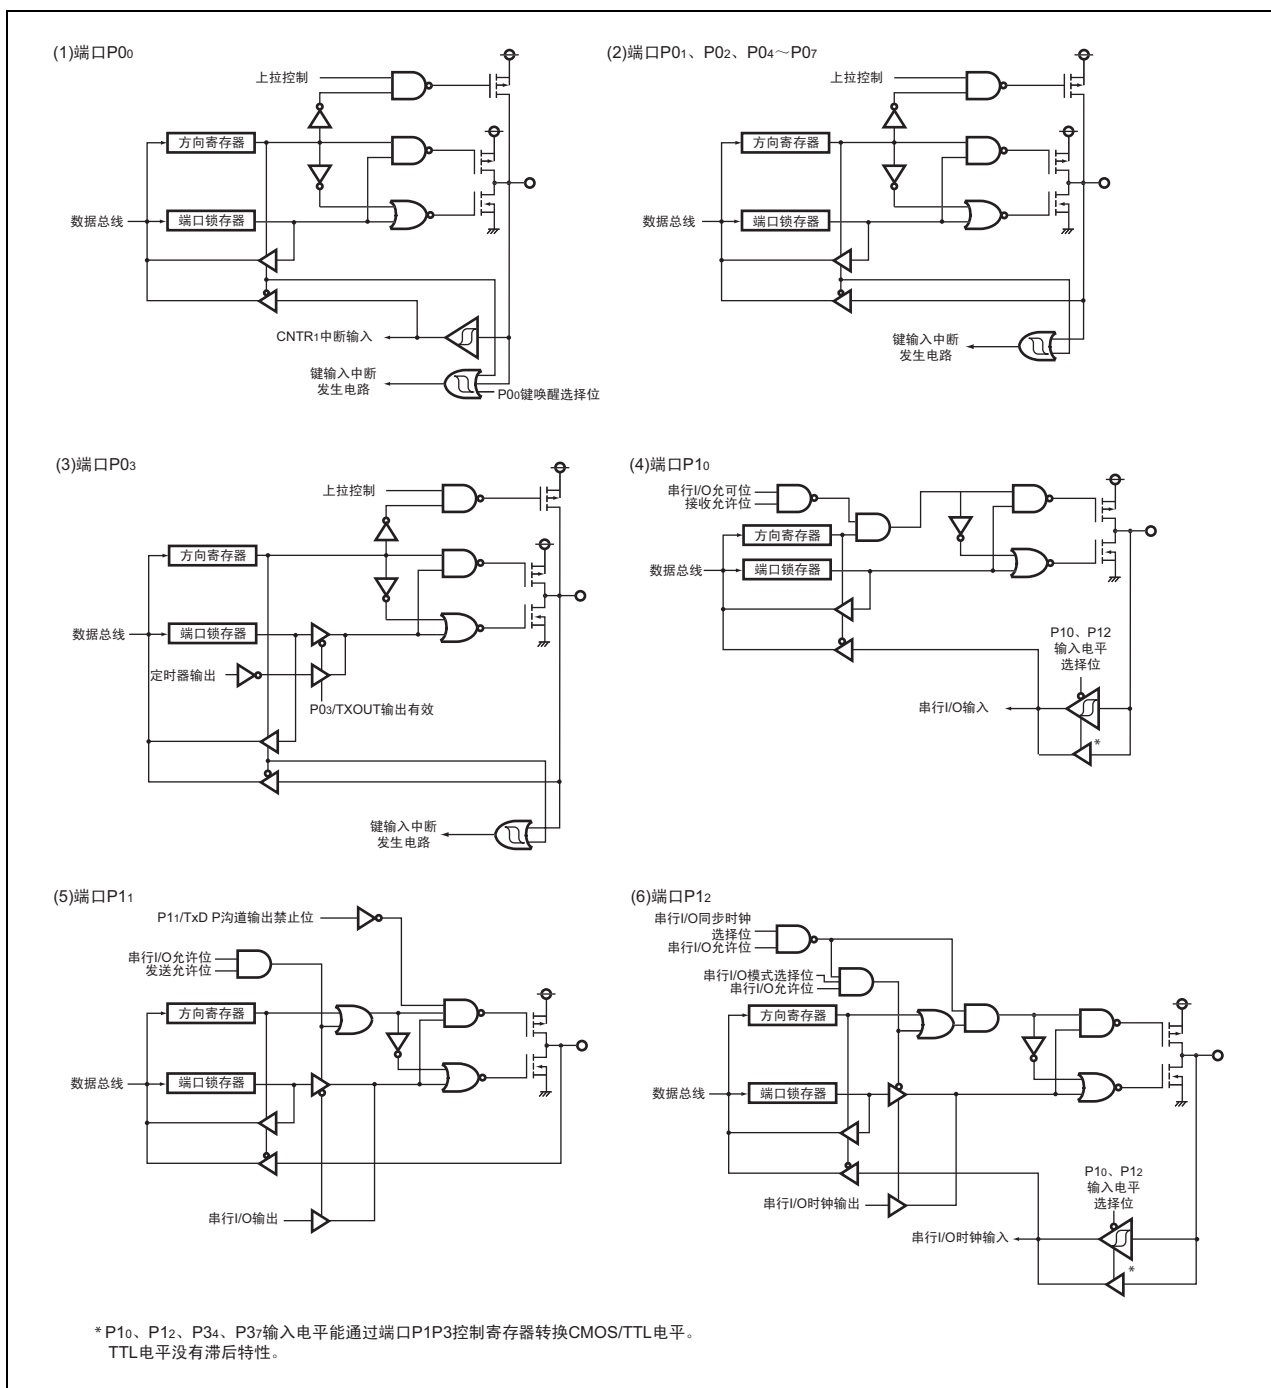 (1)端口P00
上拉控制
方向寄存器
数据总线
端口锁存器
CNTR1中断输入
键输入中断
发生电路
P00键唤醒选择位
(2)端口P01、P02、P04～P07
上拉控制
方向寄存器
数据总线
端口锁存器
键输入中断
发生电路
(3)端口P03
上拉控制
方向寄存器
数据总线
端口锁存器
定时器输出
P03/TXOUT输出有效
键输入中断
发生电路
(4)端口P10
串行I/O允可位
接收允许位
方向寄存器
数据总线
端口锁存器
P10、P12
输入电平
选择位
串行I/O输入
*
(5)端口P11
P11/TxD P沟道输出禁止位
串行I/O允许位
发送允许位
方向寄存器
数据总线
端口锁存器
串行I/O输出
(6)端口P12
串行I/O同步时钟
选择位
串行I/O允许位
串行I/O模式选择位
串行I/O允许位
方向寄存器
数据总线
端口锁存器
串行I/O时钟输出
P10、P12
输入电平
选择位
串行I/O时钟输入
*
* P10、P12、P34、P37输入电平能通过端口P1P3控制寄存器转换CMOS/TTL电平。
TTL电平没有滞后特性。